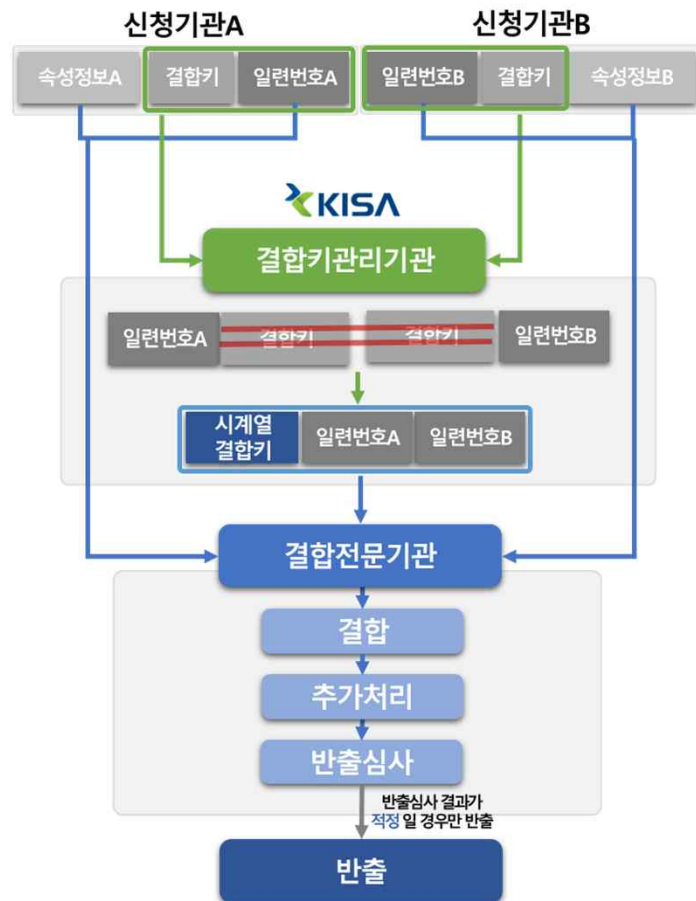 신청기관A
신청기관B
속성정보A
결합키
일련번호A
일련번호B
결합키
속성정보B
KISA
결합키관리기관
일련번호A
결합키
결합키
일련번호B
시계열
결합키
일련번호A
일련번호B
결합전문기관
결합
추가처리
반출심사
반출심사 결과가
적정 일 경우만 반출
반출